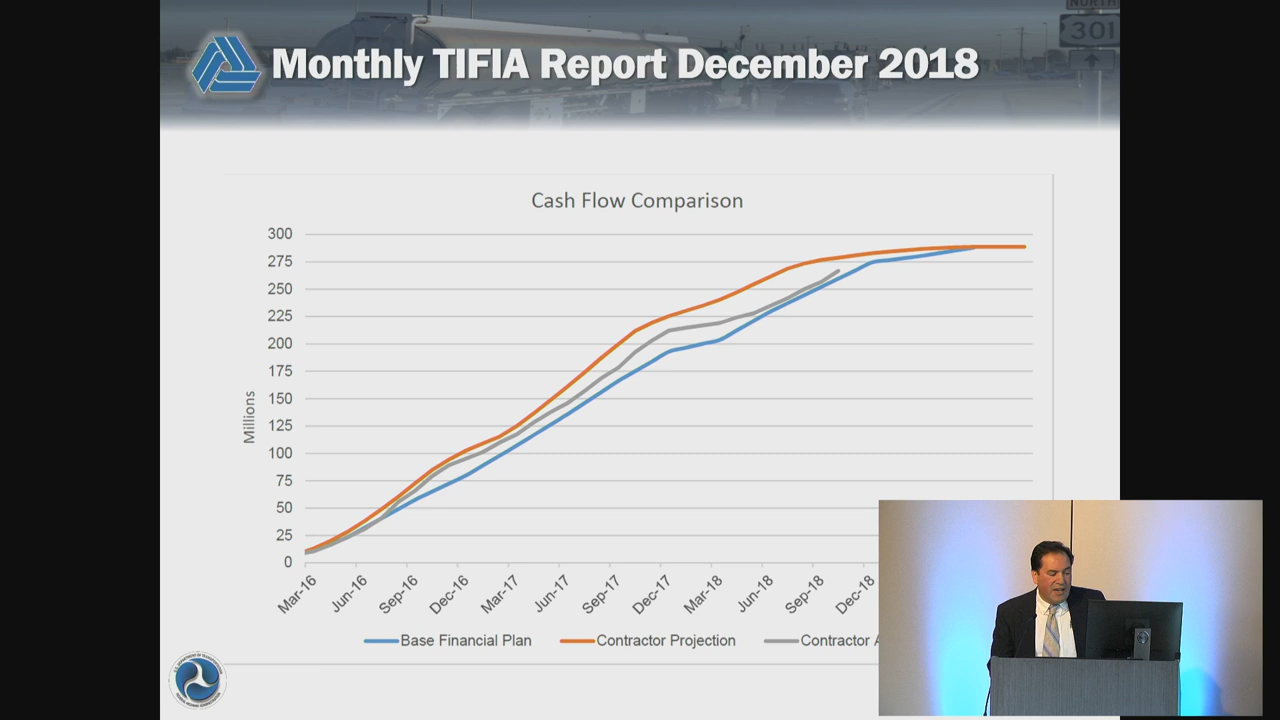 NORTH
301
Monthly TIFIA Report December 2018
Cash Flow Comparison
300
275
250
225
200
175
150
125
100
75
50
25
0
Millions
Mar-16
Jun-16
Sep-16
Dec-16
Mar-17
Jun-17
Sep-17
Dec-17
Mar-18
Jun-18
Sep-18
Dec-18
Base Financial Plan
Contractor Projection
Contractor